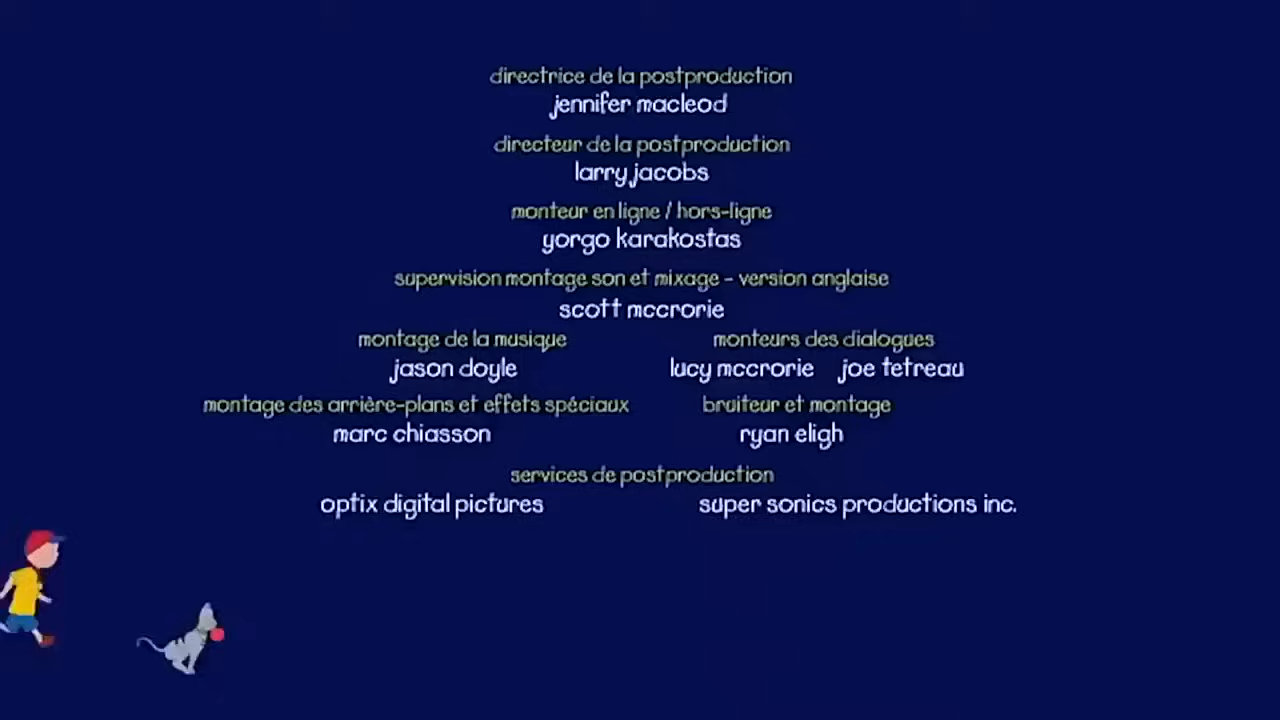 directrice de la postproduction
jennifer macleod
directeur de la postproduction
larry jacobs
monteur en ligne / hors-ligne
yorgo karakostas
supervision montage son et mixage - version anglaise
scott mccrorie
montage de la musique monteurs des dialogues
jason doyle lucy mccrorie joe tetreau
montage des arrière-plans et effets spéciaux bruiteur et montage
marc chiasson ryan eligh
services de postproduction
optix digital pictures super sonics productions inc.